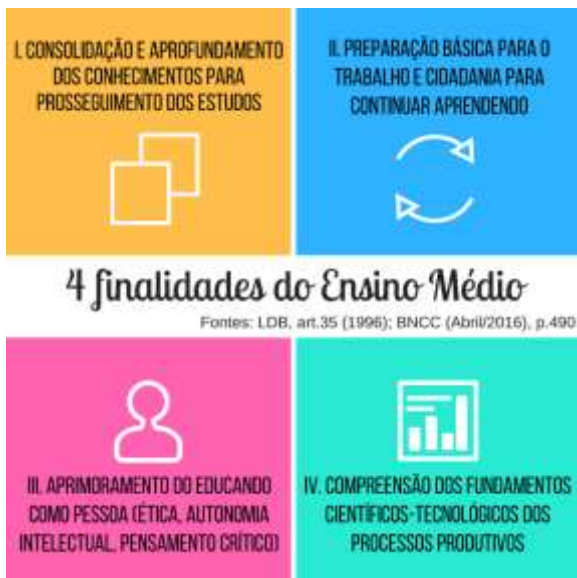 I. CONSOLIDAÇÃO E APROFUNDAMENTO
DOS CONHECIMENTOS PARA
PROSSEGUIMENTO DOS ESTUDOS
II. PREPARAÇÃO BÁSICA PARA O
TRABALHO E CIDADANIA PARA
CONTINUAR APRENDENDO
4 finalidades do Ensino Médio
Fontes: LDB, art.35 (1996); BNCC (Abril/2016), p.490
III. APRIMORAMENTO DO EDUCANDO
COMO PESSOA (ÉTICA, AUTONOMIA
INTELECTUAL, PENSAMENTO CRÍTICO)
IV. COMPREENSÃO DOS FUNDAMENTOS
CIENTÍFICOS-TECNOLÓGICOS DOS
PROCESSOS PRODUTIVOS